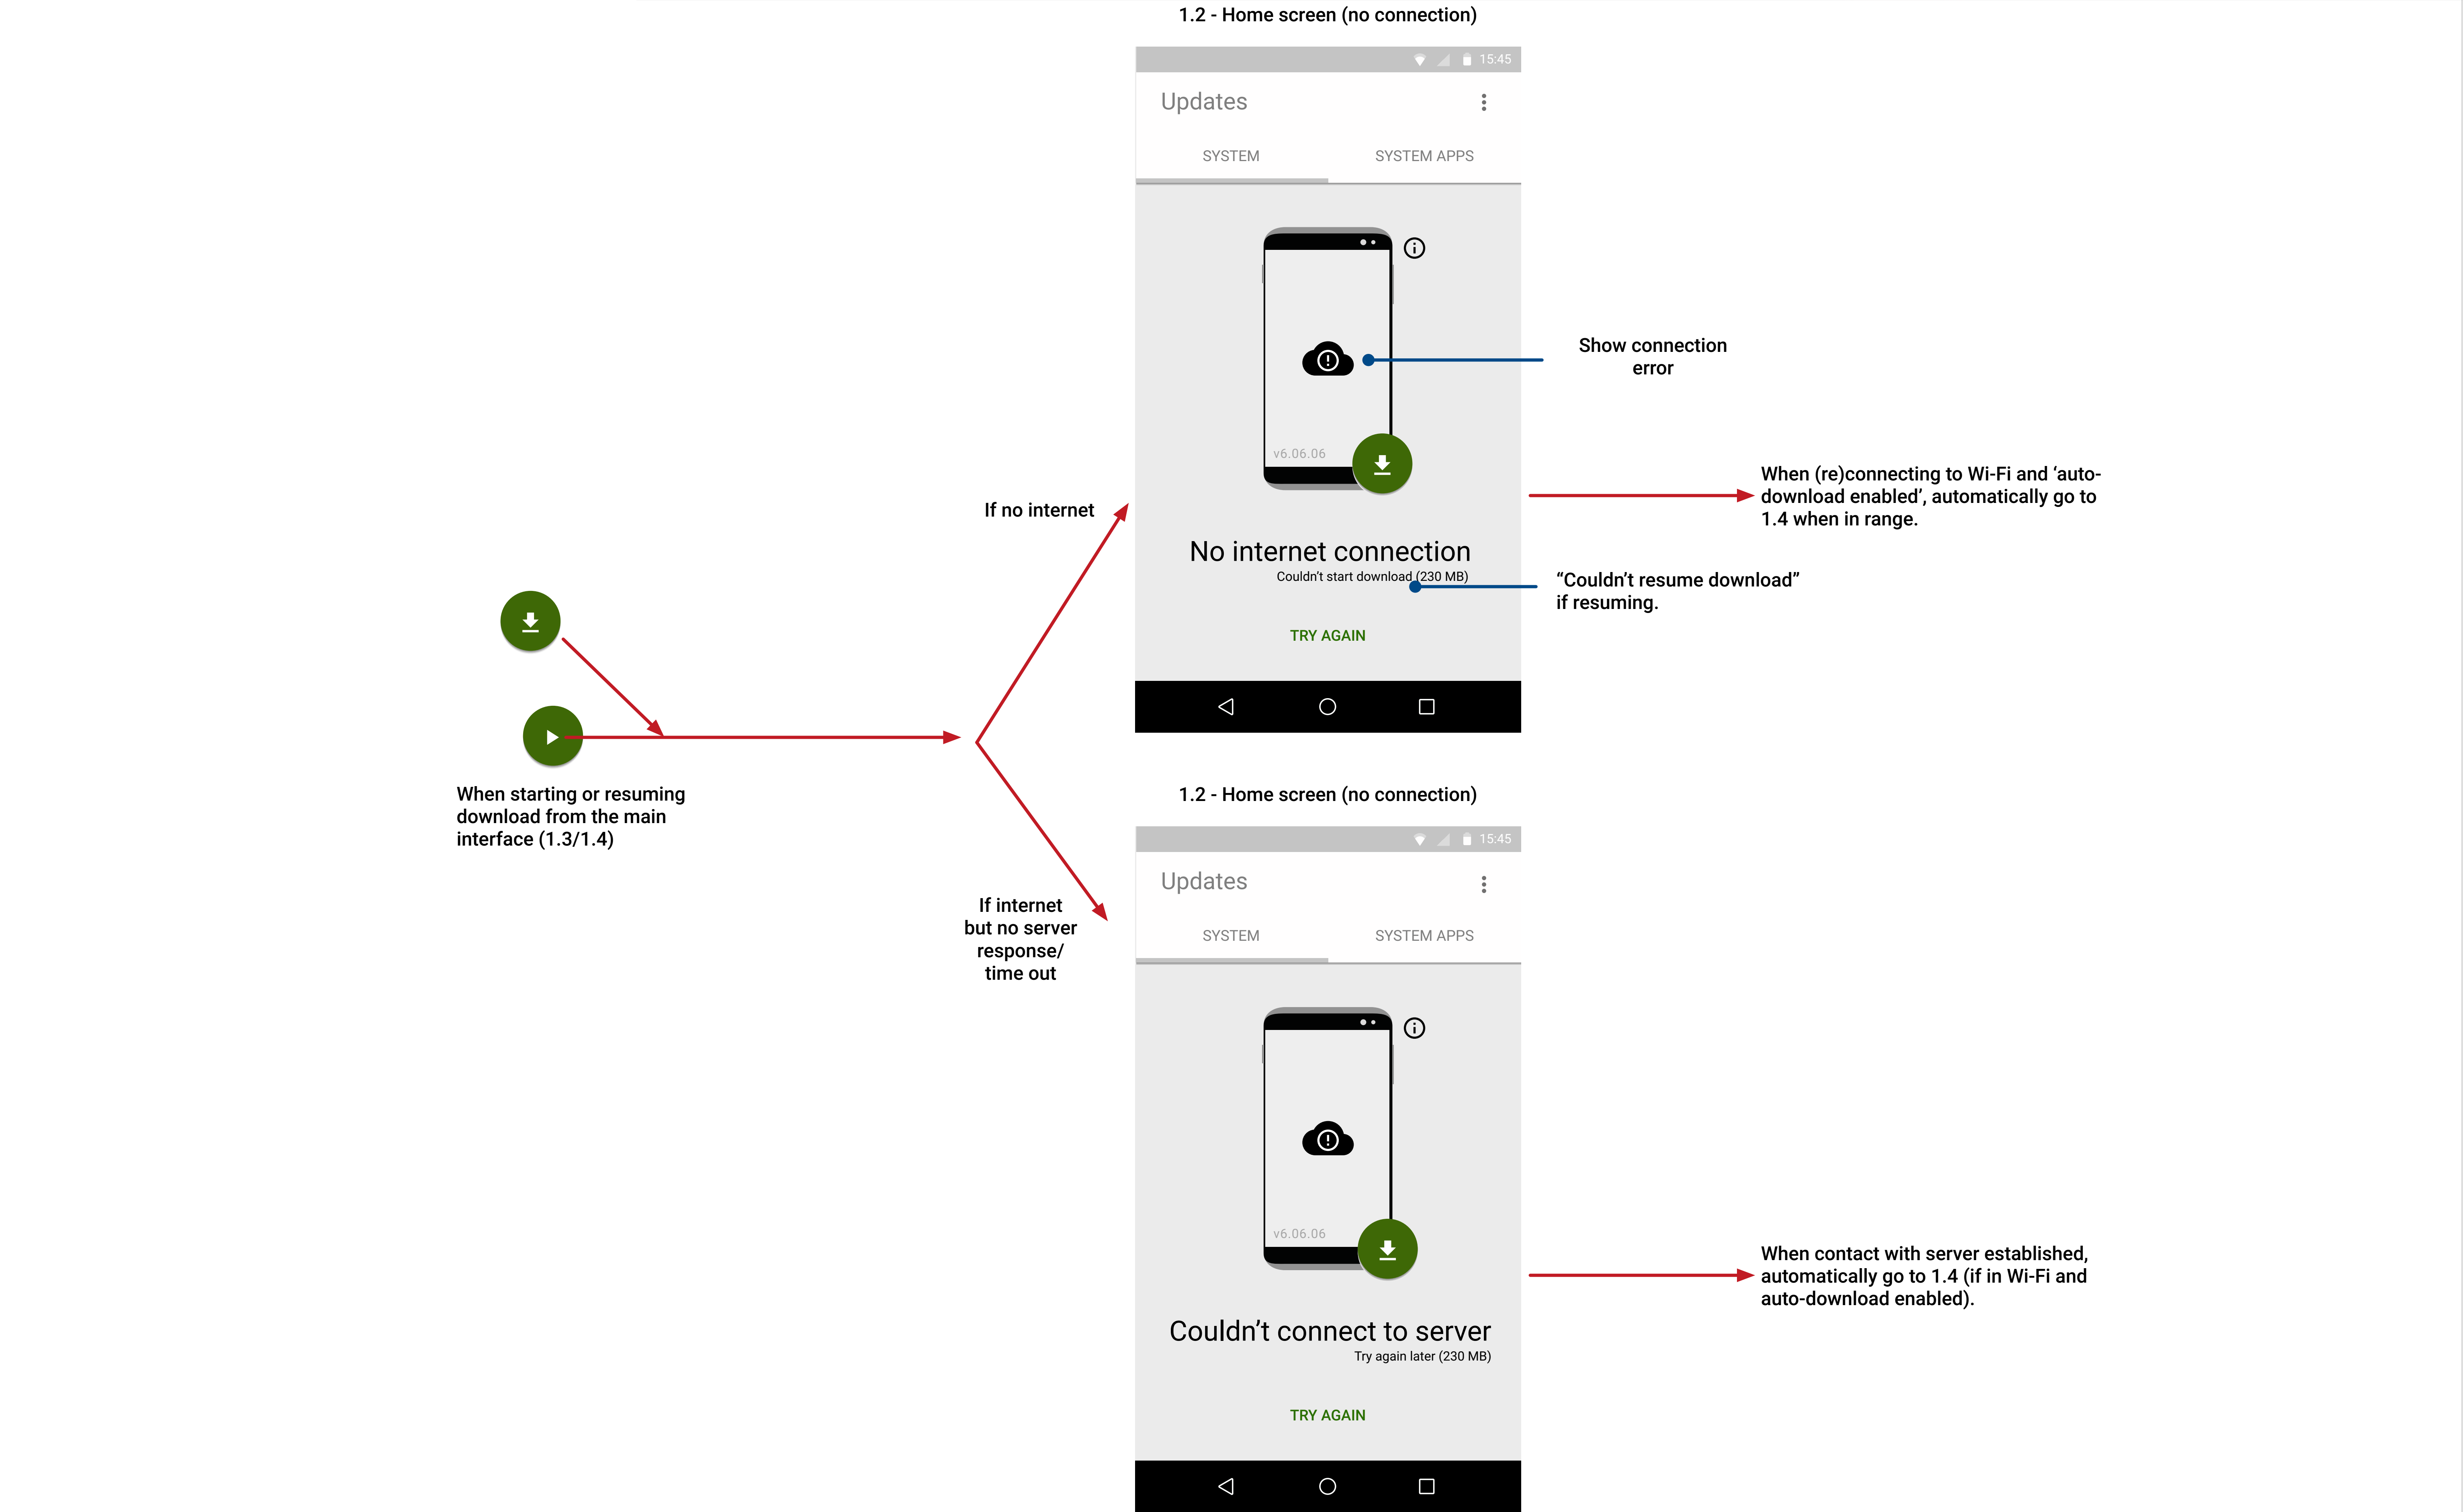 1.2 - Home screen (no connection)
15:45
Updates
SYSTEM
SYSTEM APPS
v6.06.06
No internet connection
Couldn't start download (230 MB)
TRY AGAIN
Show connection
error
When (re)connecting to Wi-Fi and ‘auto-
download enabled’, automatically go to
1.4 when in range.
“Couldn’t resume download”
if resuming.
If no internet
When starting or resuming
download from the main
interface (1.3/1.4)
If internet
but no server
response/
time out
1.2 - Home screen (no connection)
15:45
Updates
SYSTEM
SYSTEM APPS
v6.06.06
Couldn’t connect to server
Try again later (230 MB)
TRY AGAIN
When contact with server established,
automatically go to 1.4 (if in Wi-Fi and
auto-download enabled).